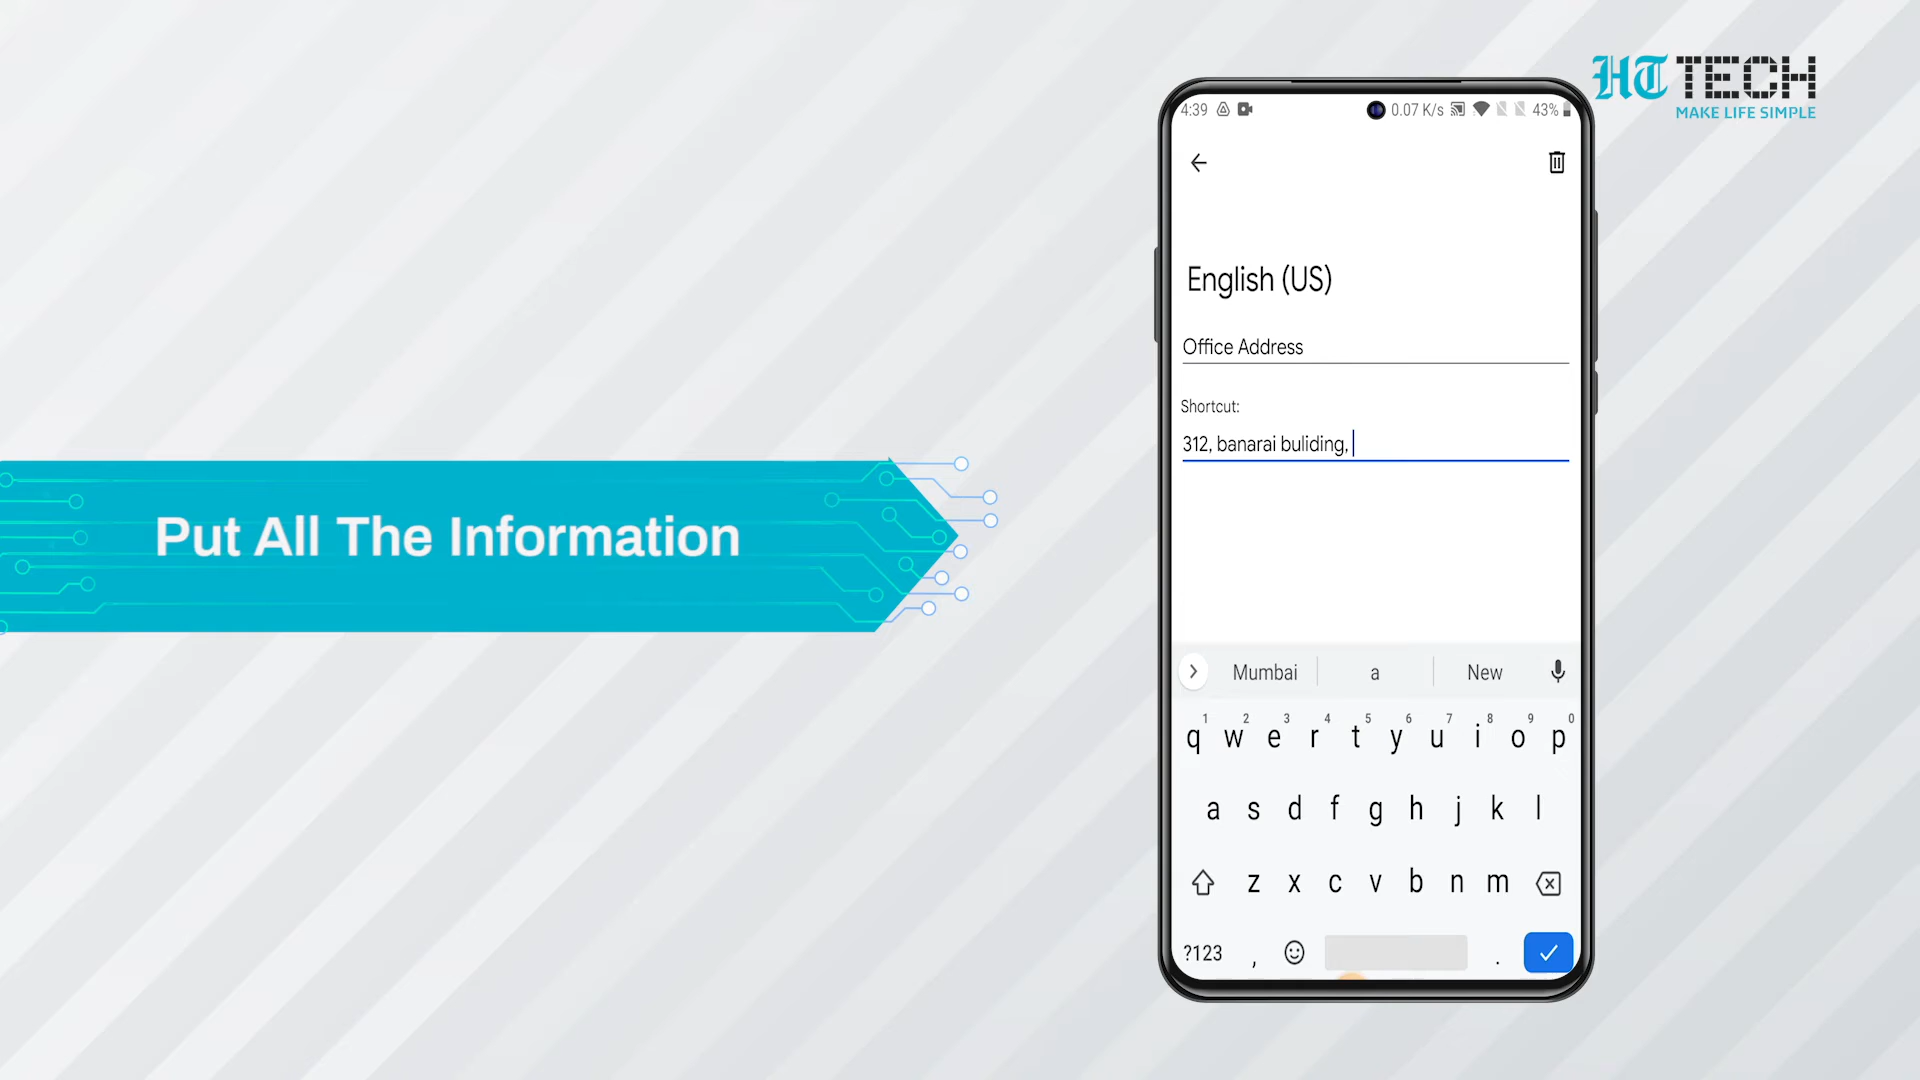 HT TECH
MAKE LIFE SIMPLE
4:39 0.07 K/s 43%
English (US)
Office Address
Shortcut:
312, banarai buliding,
Put All The Information
Mumbai a New
1 2 3 4 5 6 7 8 9 0
q w e r t y u i o p
a s d f g h j k l
z x c v b n m
?123 , .